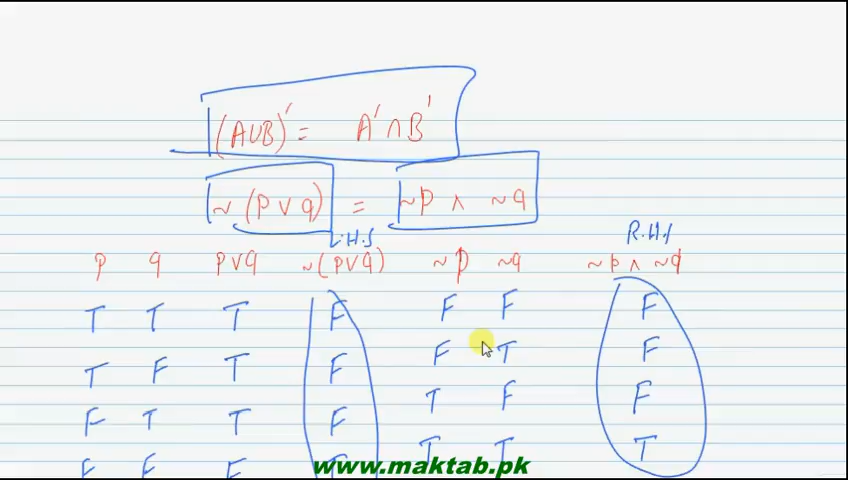 (A∪B)′ = A′ ∩ B′
~ (P ∨ q) = ~p ∧ ~q
L.H.S R.H.S
p q p∨q ~(p∨q) ~p ~q ~p ∧ ~q
T T T F F F F
T F T F F T F
F T T F T F F
F F F T T T T
www.maktab.pk